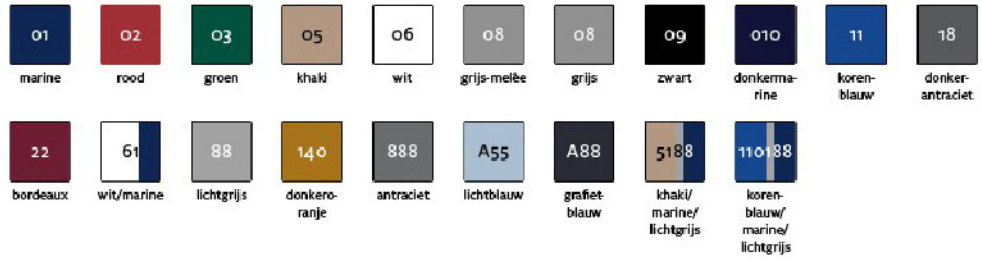 01 02 03 05 06 08 08 09 010 11 18
marine rood groen khaki wit grijs-melêe grijs zwart donkerma- koren- donker-
rine blauw antraciet
22 61 88 140 888 A55 A88 5188 110188
bordeaux wit/marine lichtgrijs donkero- antraciet lichtblauw grafiet- khaki/ koren-
ranje blauw marine/ blauw/
lichtgrijs marine/
lichtgrijs